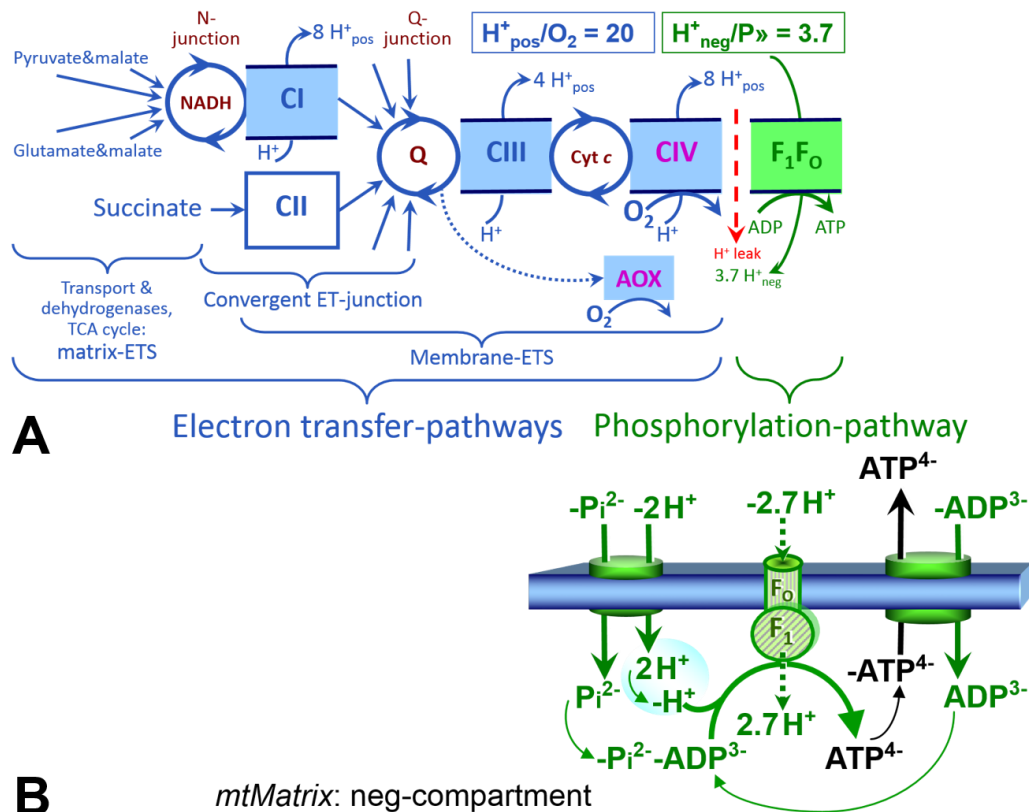 N-
junction
8 H⁺pos
Q-
junction
H⁺pos/O₂ = 20
H⁺neg/P» = 3.7
Pyruvate&malate
NADH
CI
4 H⁺pos
8 H⁺pos
Glutamate&malate
H⁺
Q
CIII
Cyt c
CIV
F₁FO
Succinate
CII
H⁺
O₂
H⁺
ADP
ATP
H⁺ leak
3.7 H⁺neg
AOX
O₂
Transport &
dehydrogenases,
TCA cycle:
matrix-ETS
Convergent ET-junction
Membrane-ETS
A
Electron transfer-pathways
Phosphorylation-pathway
ATP⁴⁻
-Pi²⁻
-2H⁺
-2.7H⁺
-ADP³⁻
FO
F₁
2H⁺
-H⁺
-ATP⁴⁻
Pi²⁻
2.7H⁺
ADP³⁻
-Pi²⁻-ADP³⁻
ATP⁴⁻
B
mtMatrix: neg-compartment